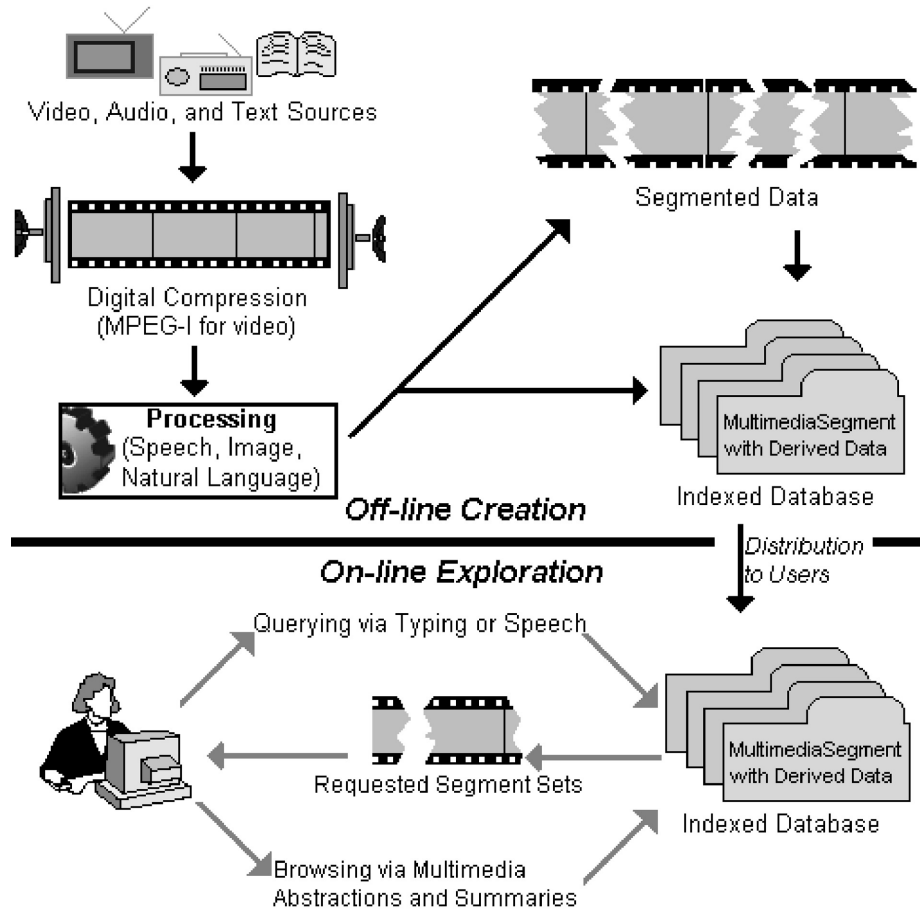 Video, Audio, and Text Sources
Digital Compression
(MPEG-I for video)
Processing
(Speech, Image,
Natural Language)
Segmented Data
MultimediaSegment
with Derived Data
Indexed Database
Off-line Creation
Distribution
to Users
On-line Exploration
Querying via Typing or Speech
Requested Segment Sets
MultimediaSegment
with Derived Data
Indexed Database
Browsing via Multimedia
Abstractions and Summaries